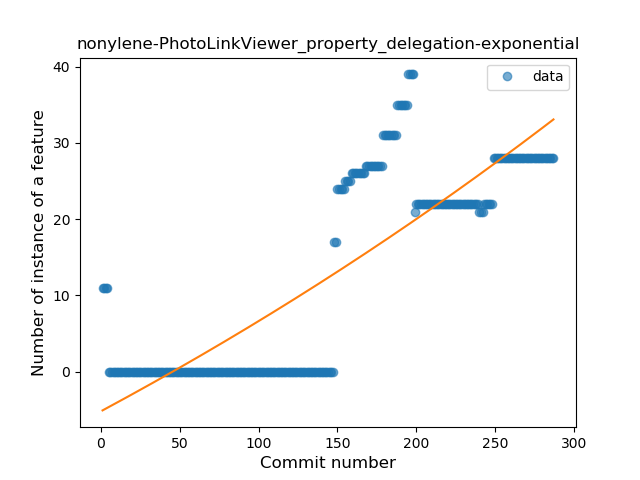 nonylene-PhotoLinkViewer_property_delegation-exponential
data
Number of instance of a feature
40
30
20
10
0
0 50 100 150 200 250 300
Commit number